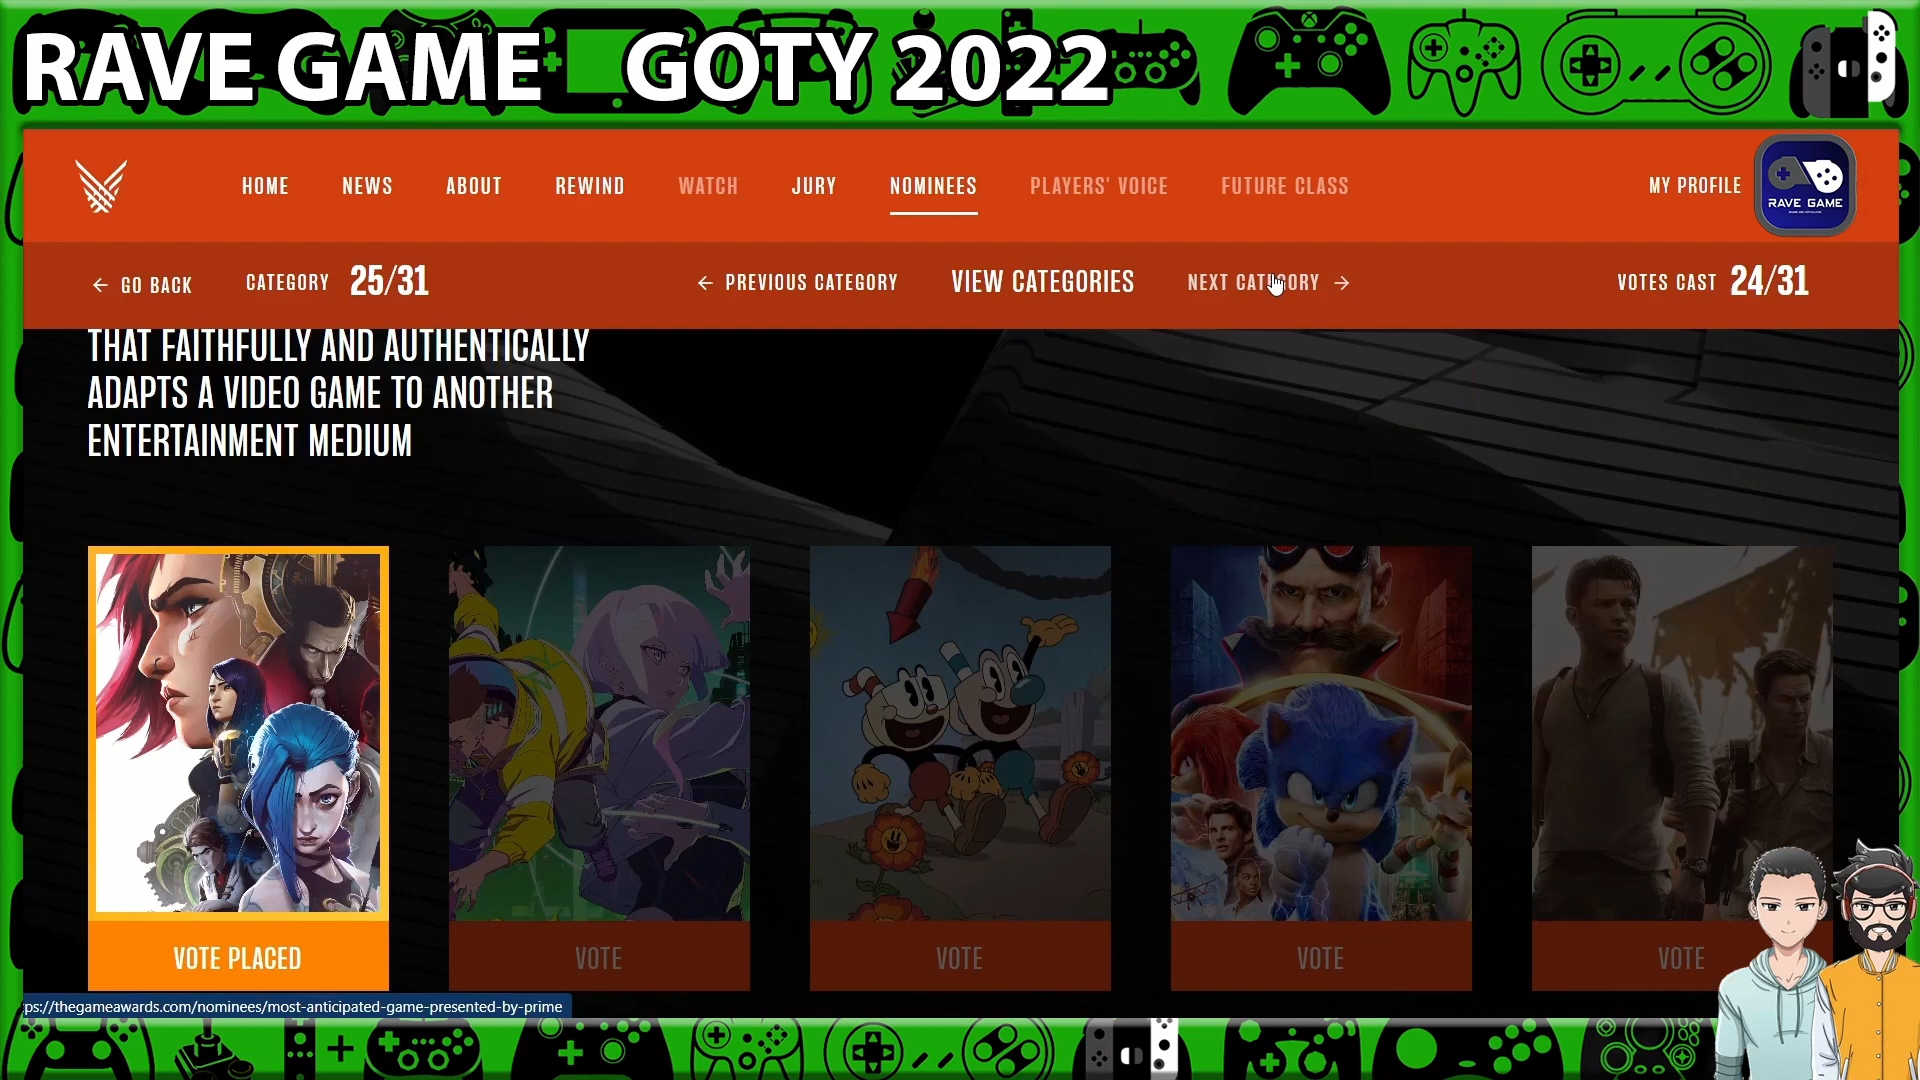 RAVE GAME GOTY 2022
HOME NEWS ABOUT REWIND WATCH JURY NOMINEES PLAYERS' VOICE FUTURE CLASS MY PROFILE
RAVE GAME
← GO BACK CATEGORY 25/31 ← PREVIOUS CATEGORY VIEW CATEGORIES NEXT CATEGORY → VOTES CAST 24/31
THAT FAITHFULLY AND AUTHENTICALLY
ADAPTS A VIDEO GAME TO ANOTHER
ENTERTAINMENT MEDIUM
VOTE PLACED VOTE VOTE VOTE VOTE
ps://thegameawards.com/nominees/most-anticipated-game-presented-by-prime